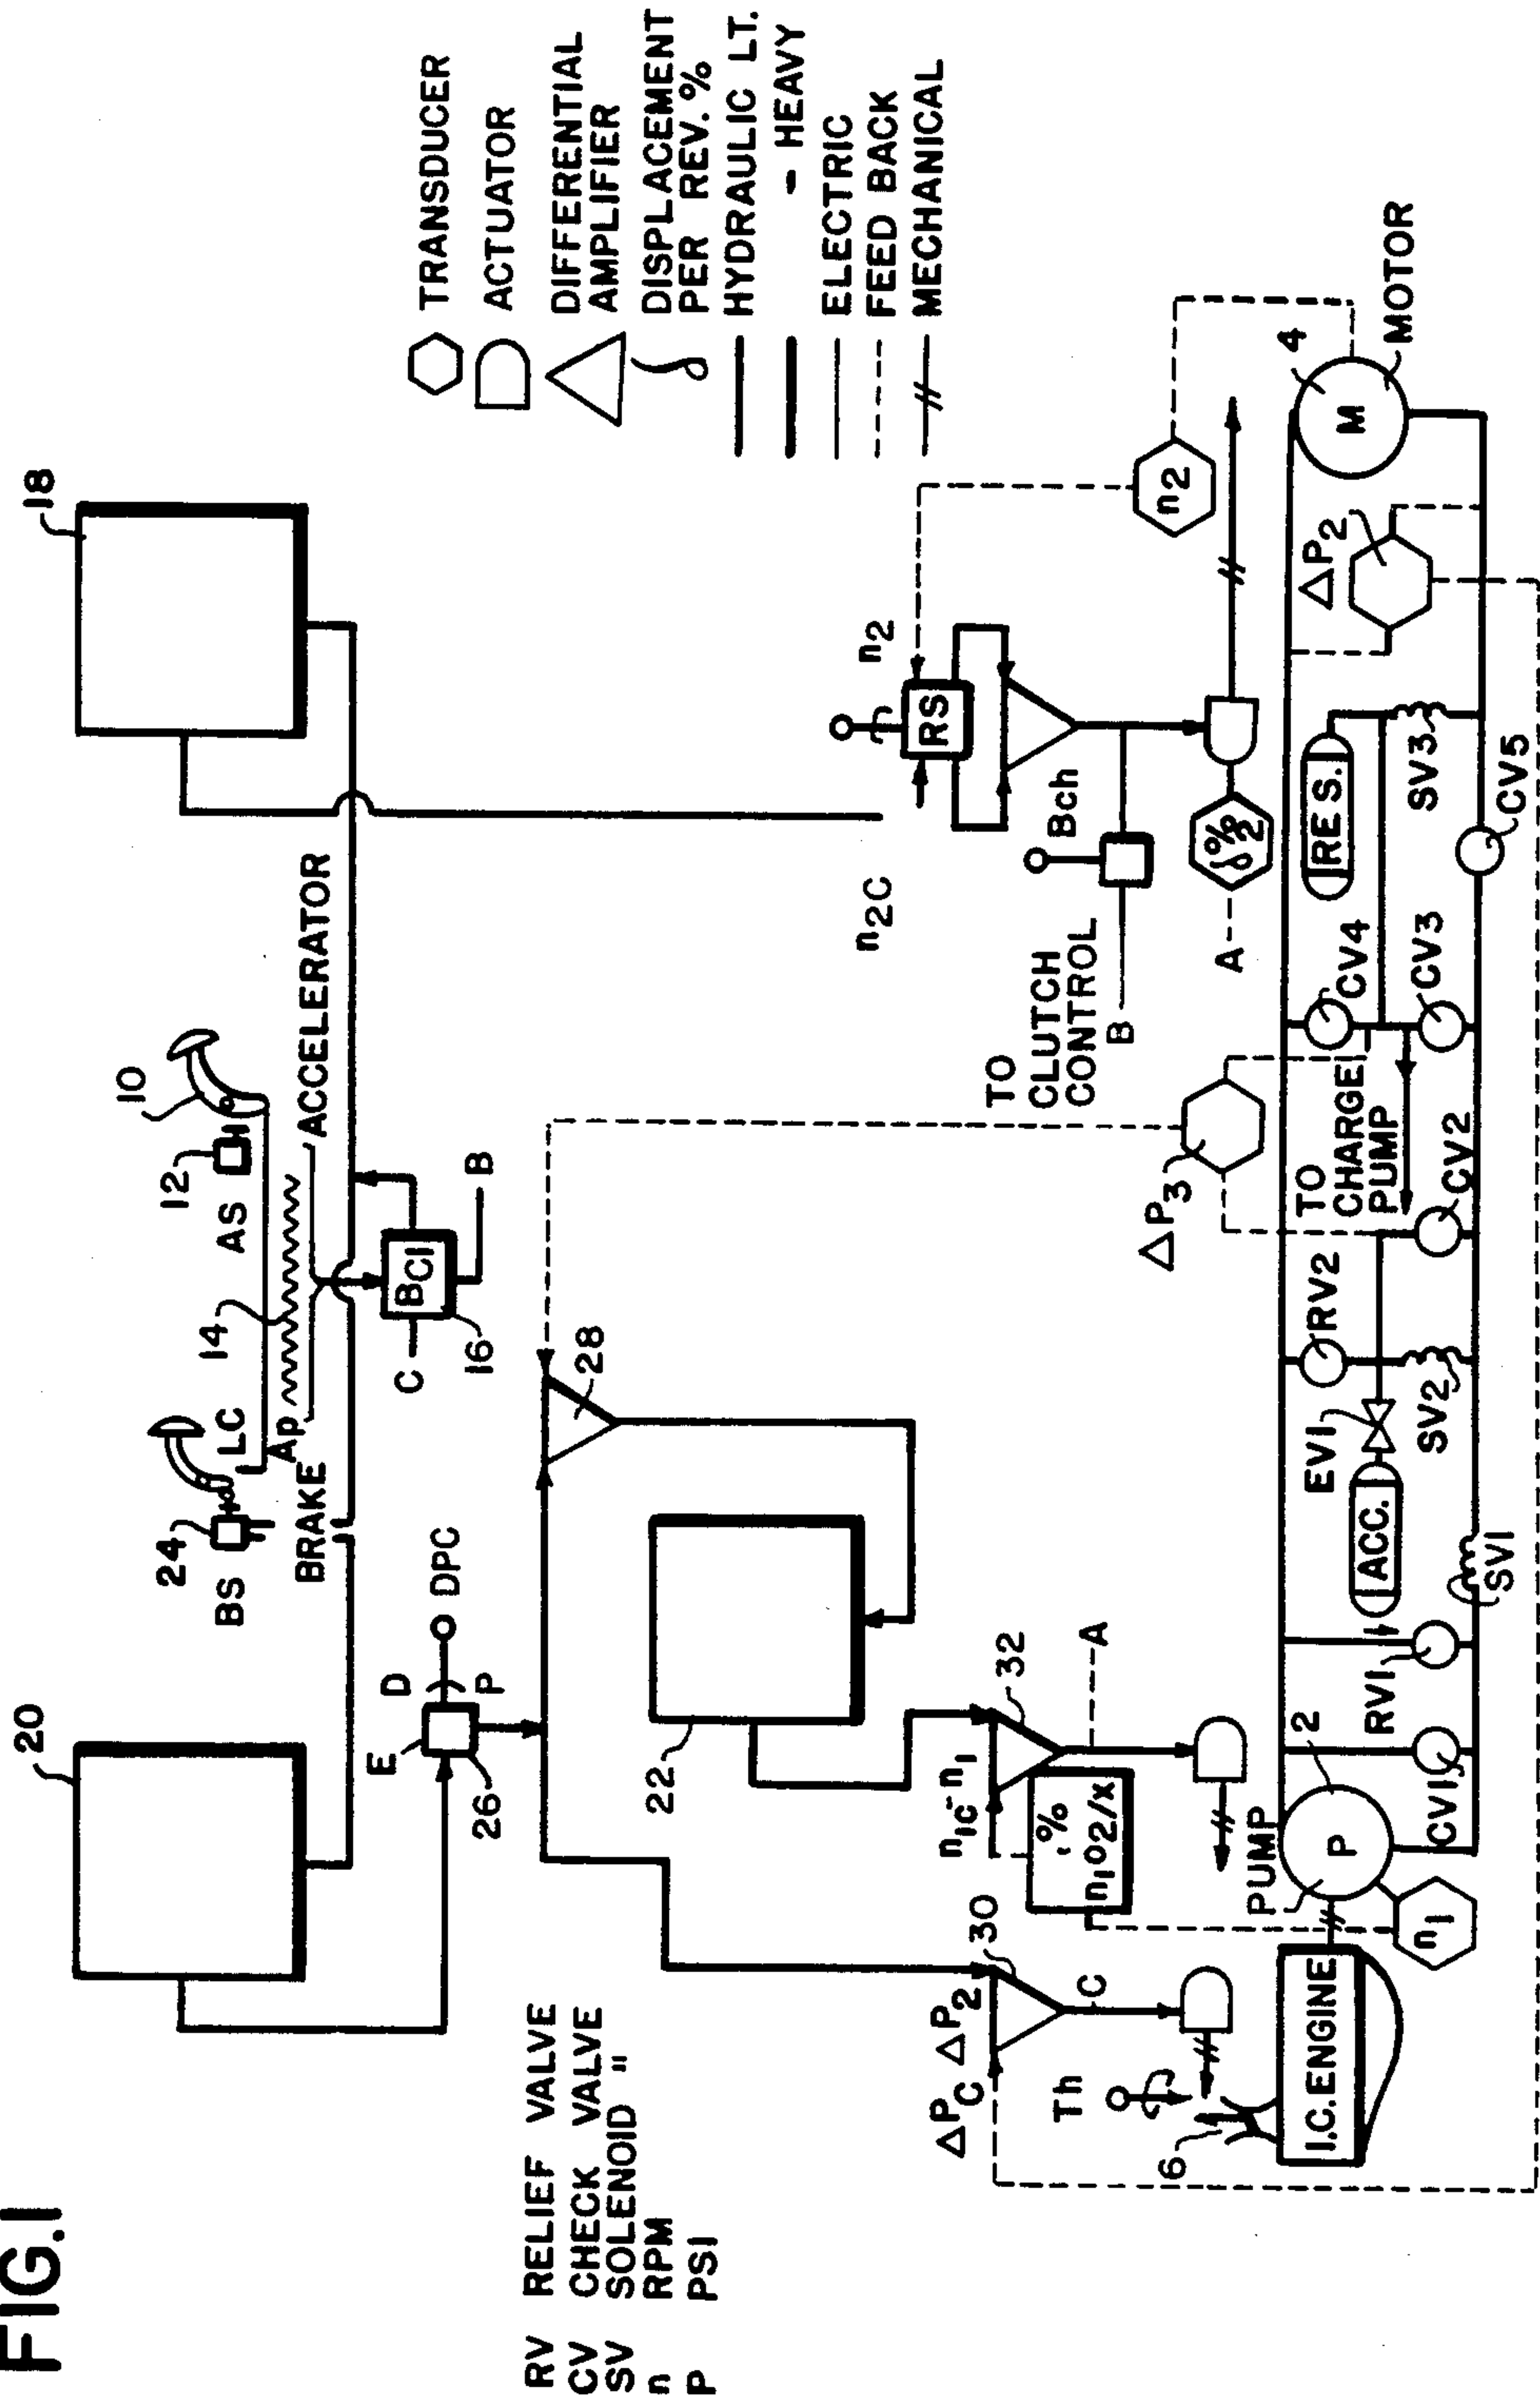 FIG.1
20
18
24
BS
LC
Ap
BRAKE
14
AS
12
10
ACCELERATOR
C
BCI
16
B
E
D
P
DPC
26
RV RELIEF VALVE
CV CHECK VALVE
SV SOLENOID "
n RPM
P PSI
TRANSDUCER
ACTUATOR
DIFFERENTIAL
AMPLIFIER
DISPLACEMENT
PER REV. %
HYDRAULIC LT.
- HEAVY
ELECTRIC
FEED BACK
MECHANICAL
28
22
n2C
n2
RS
Bch
TO
CLUTCH
CONTROL
B
A
%
2
n2
ΔPC ΔP2
30
C
Th
6
n1C-n1
32
%
n1 O2/x
A
ΔP3
PUMP
2
P
I.C.ENGINE
n1
CV1
RV1
ACC.
EV1
SV1
RV2
SV2
CV2
TO
CHARGE
PUMP
CV4
CV3
RES.
SV3
CV5
ΔP2
4
M
MOTOR